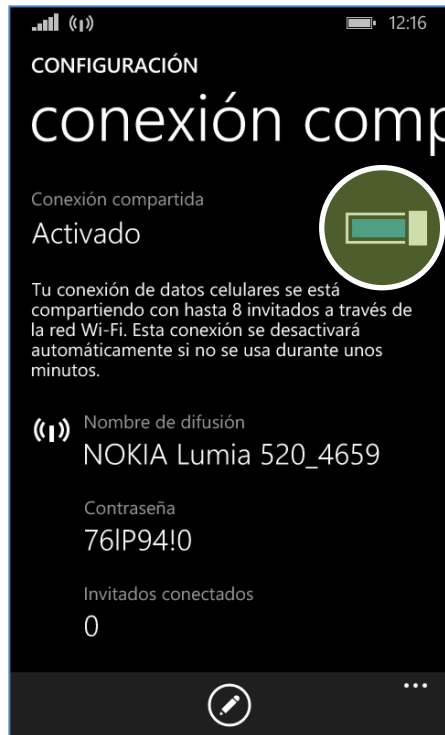 12:16
CONFIGURACIÓN
conexión comp
Conexión compartida
Activado
Tu conexión de datos celulares se está
compartiendo con hasta 8 invitados a través de
la red Wi-Fi. Esta conexión se desactivará
automáticamente si no se usa durante unos
minutos.
Nombre de difusión
NOKIA Lumia 520_4659
Contraseña
76lP94!0
Invitados conectados
0